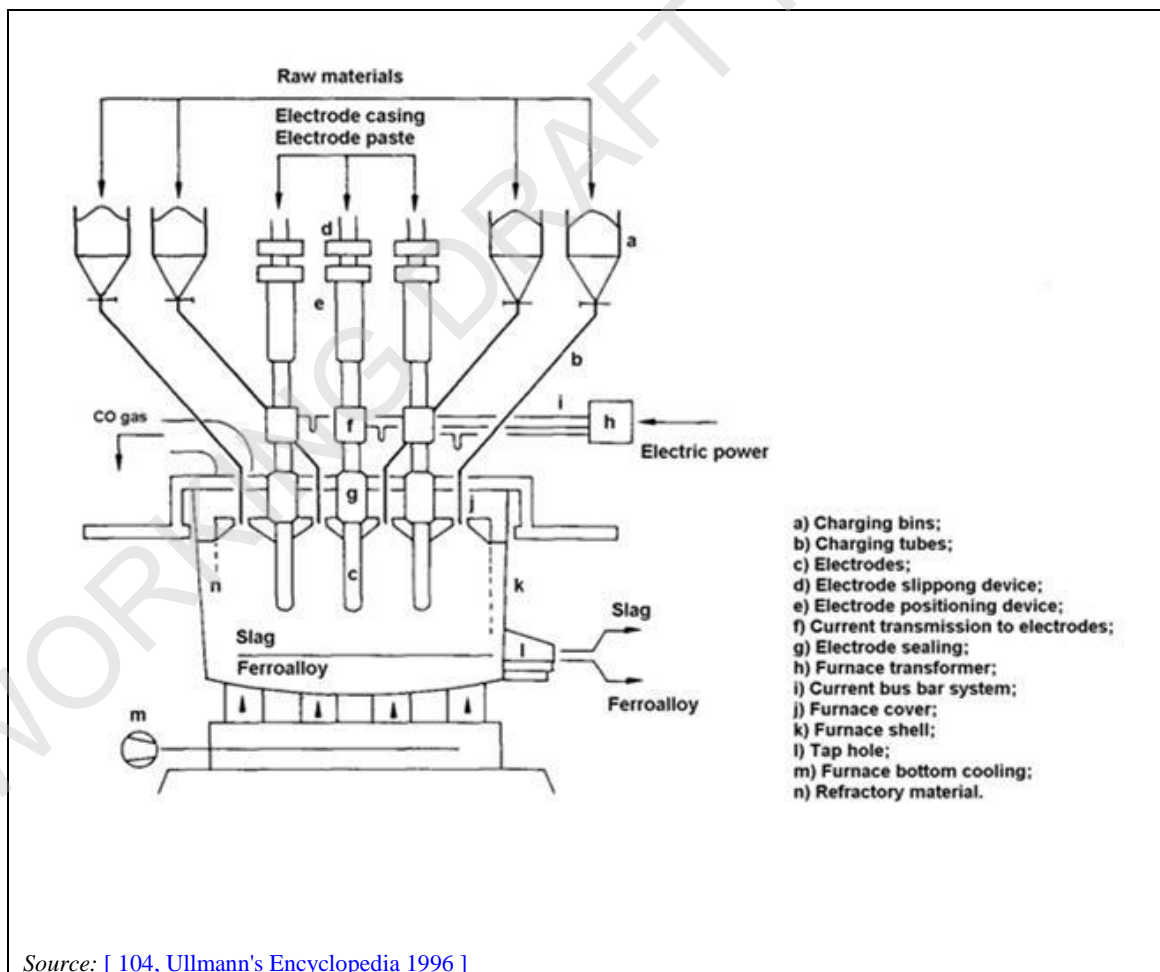 WORKING DRAFT
Raw materials
Electrode casing
Electrode paste
d
a
e
b
CO gas
i
f
h
Electric power
g
j
n
c
k
Slag
Slag
l
Ferroalloy
Ferroalloy
m
a) Charging bins;
b) Charging tubes;
c) Electrodes;
d) Electrode slippong device;
e) Electrode positioning device;
f) Current transmission to electrodes;
g) Electrode sealing;
h) Furnace transformer;
i) Current bus bar system;
j) Furnace cover;
k) Furnace shell;
l) Tap hole;
m) Furnace bottom cooling;
n) Refractory material.
Source: [ 104, Ullmann's Encyclopedia 1996 ]